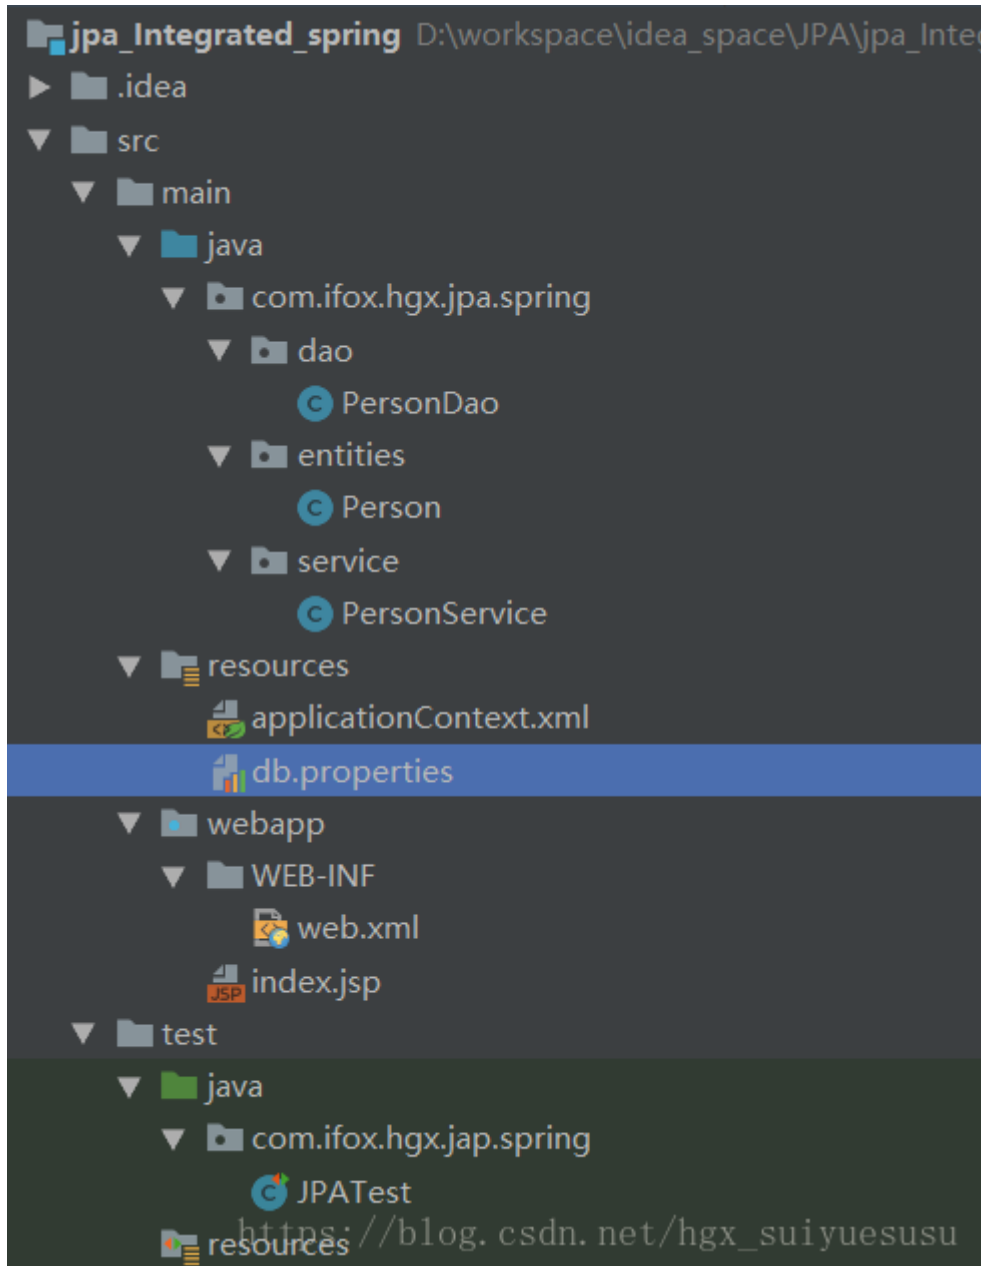 jpa_Integrated_spring D:\workspace\idea_space\JPA\jpa_Inte
.idea
src
main
java
com.ifox.hgx.jpa.spring
dao
PersonDao
entities
Person
service
PersonService
resources
applicationContext.xml
db.properties
webapp
WEB-INF
web.xml
index.jsp
JSP
test
java
com.ifox.hgx.jap.spring
JPATest
resources
https://blog.csdn.net/hgx_suiyuesusu